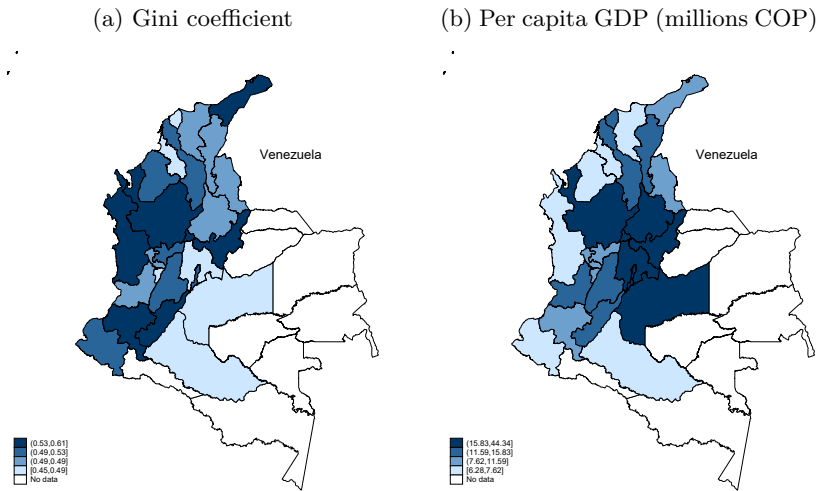 (a) Gini coefficient
(b) Per capita GDP (millions COP)
Venezuela
Venezuela
(0.53,0.61]
(0.49,0.53]
(0.49,0.49]
[0.45,0.49]
No data
(15.83,44.34]
(11.59,15.83]
(7.62,11.59]
[6.28,7.62]
No data